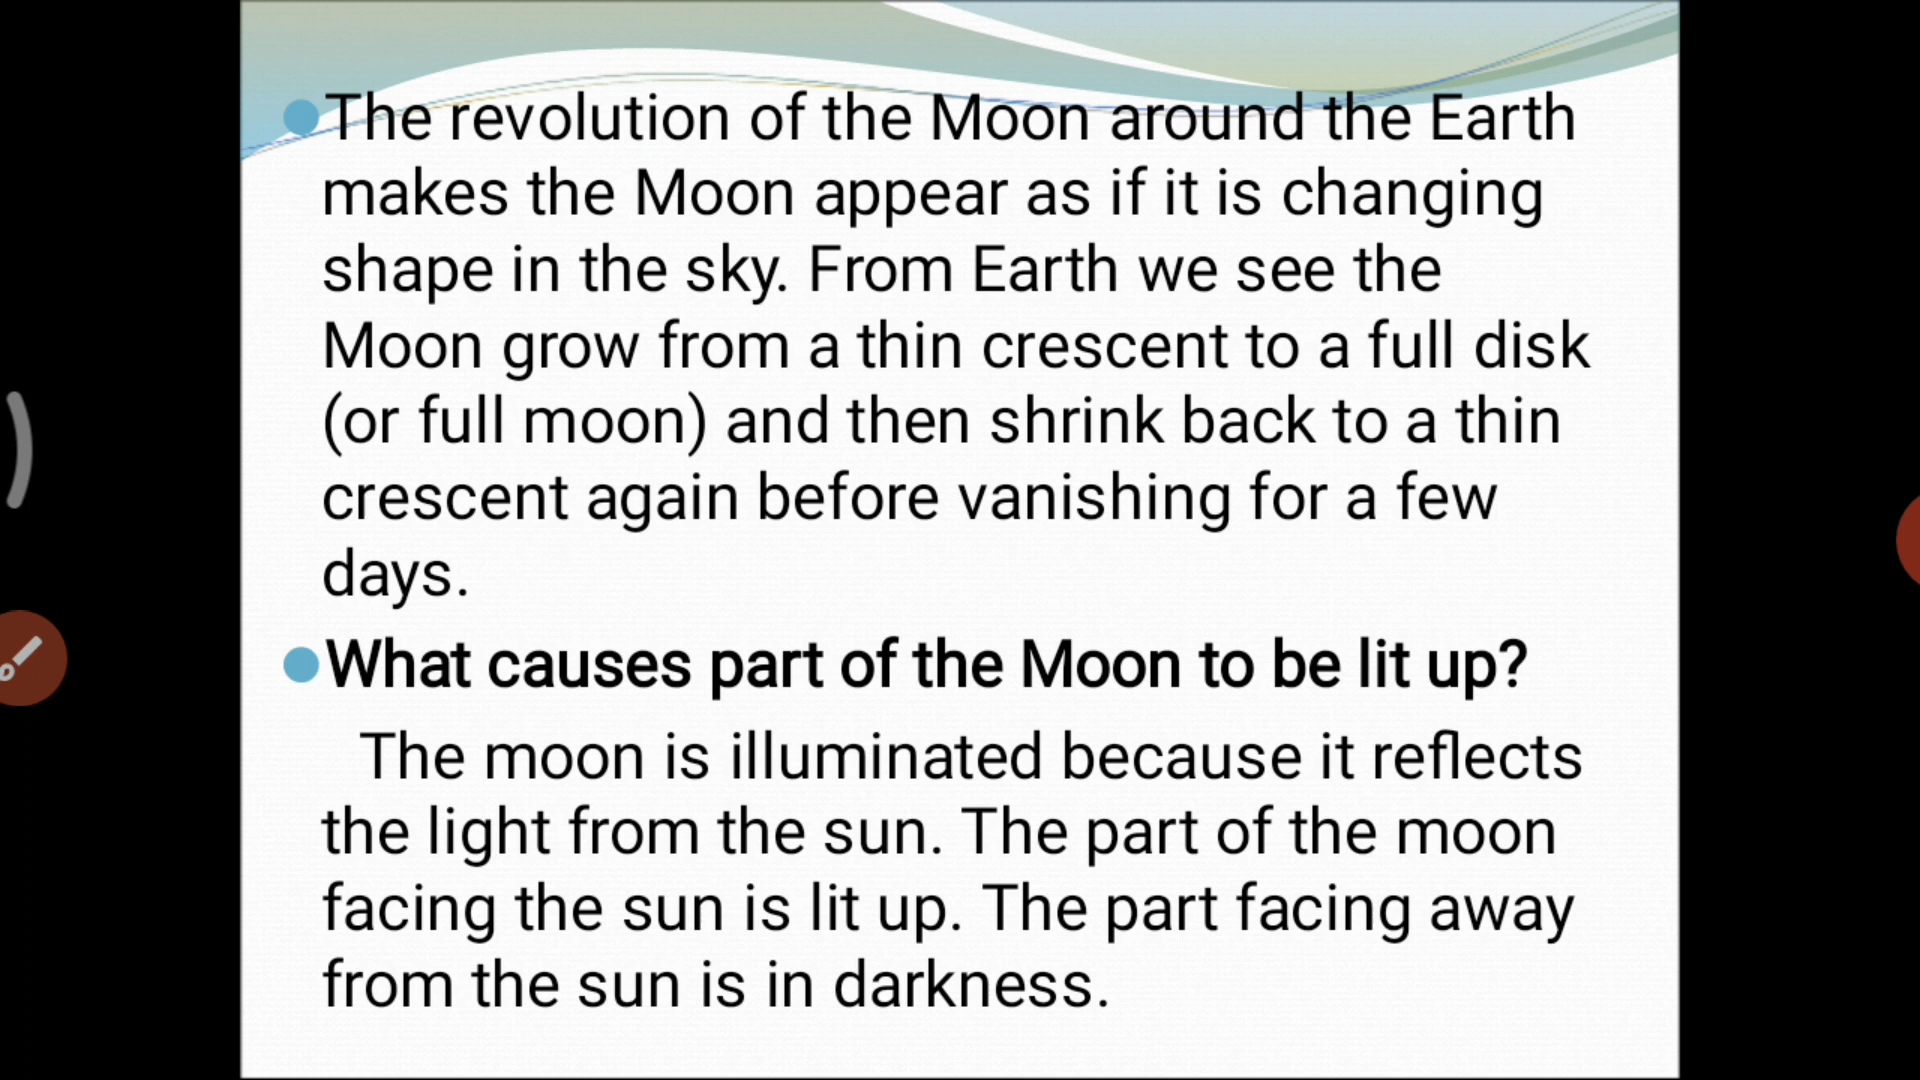 The revolution of the Moon around the Earth
makes the Moon appear as if it is changing
shape in the sky. From Earth we see the
Moon grow from a thin crescent to a full disk
(or full moon) and then shrink back to a thin
crescent again before vanishing for a few
days.
What causes part of the Moon to be lit up?
The moon is illuminated because it reflects
the light from the sun. The part of the moon
facing the sun is lit up. The part facing away
from the sun is in darkness.